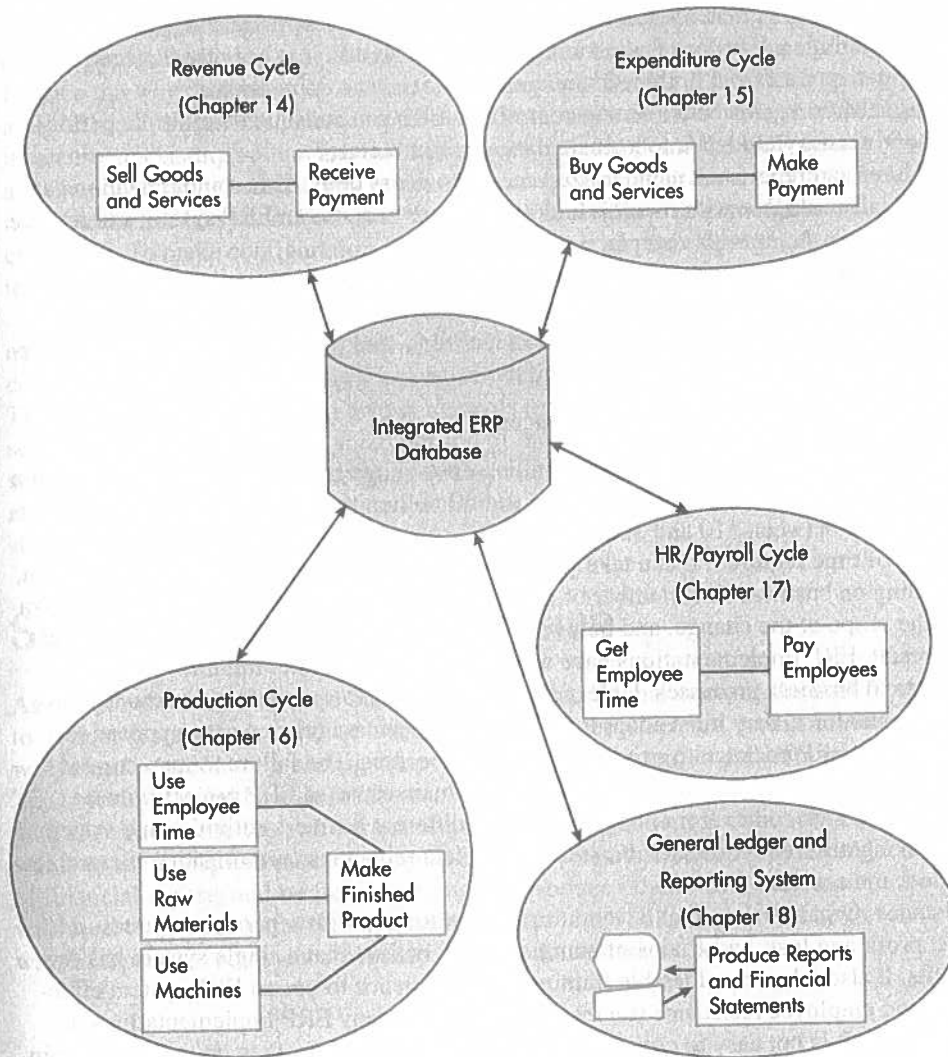 Revenue Cycle
(Chapter 14)
Sell Goods
and Services
Receive
Payment
Expenditure Cycle
(Chapter 15)
Buy Goods
and Services
Make
Payment
Integrated ERP
Database
HR/Payroll Cycle
(Chapter 17)
Get
Employee
Time
Pay
Employees
Production Cycle
(Chapter 16)
Use
Employee
Time
Use
Raw
Materials
Use
Machines
Make
Finished
Product
General Ledger and
Reporting System
(Chapter 18)
Produce Reports
and Financial
Statements